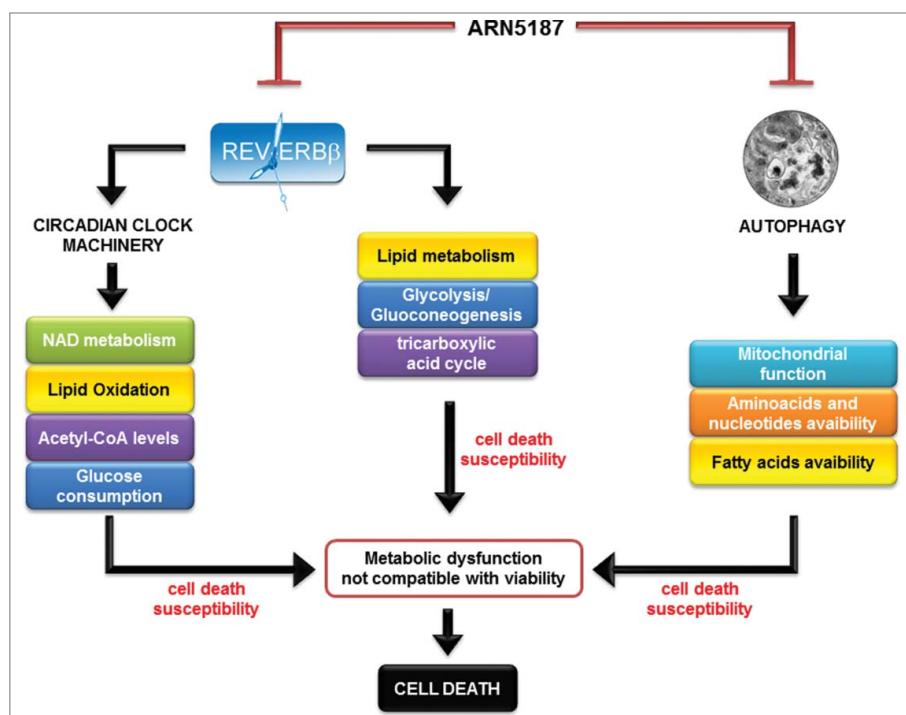 ARN5187
REV-ERBβ
CIRCADIAN CLOCK
MACHINERY
NAD metabolism
Lipid Oxidation
Acetyl-CoA levels
Glucose
consumption
Lipid metabolism
Glycolysis/
Gluoconeogenesis
tricarboxylic
acid cycle
AUTOPHAGY
Mitochondrial
function
Aminoacids and
nucleotides avaibility
Fatty acids avaibility
cell death
susceptibility
cell death
susceptibility
cell death
susceptibility
Metabolic dysfunction
not compatible with viability
CELL DEATH